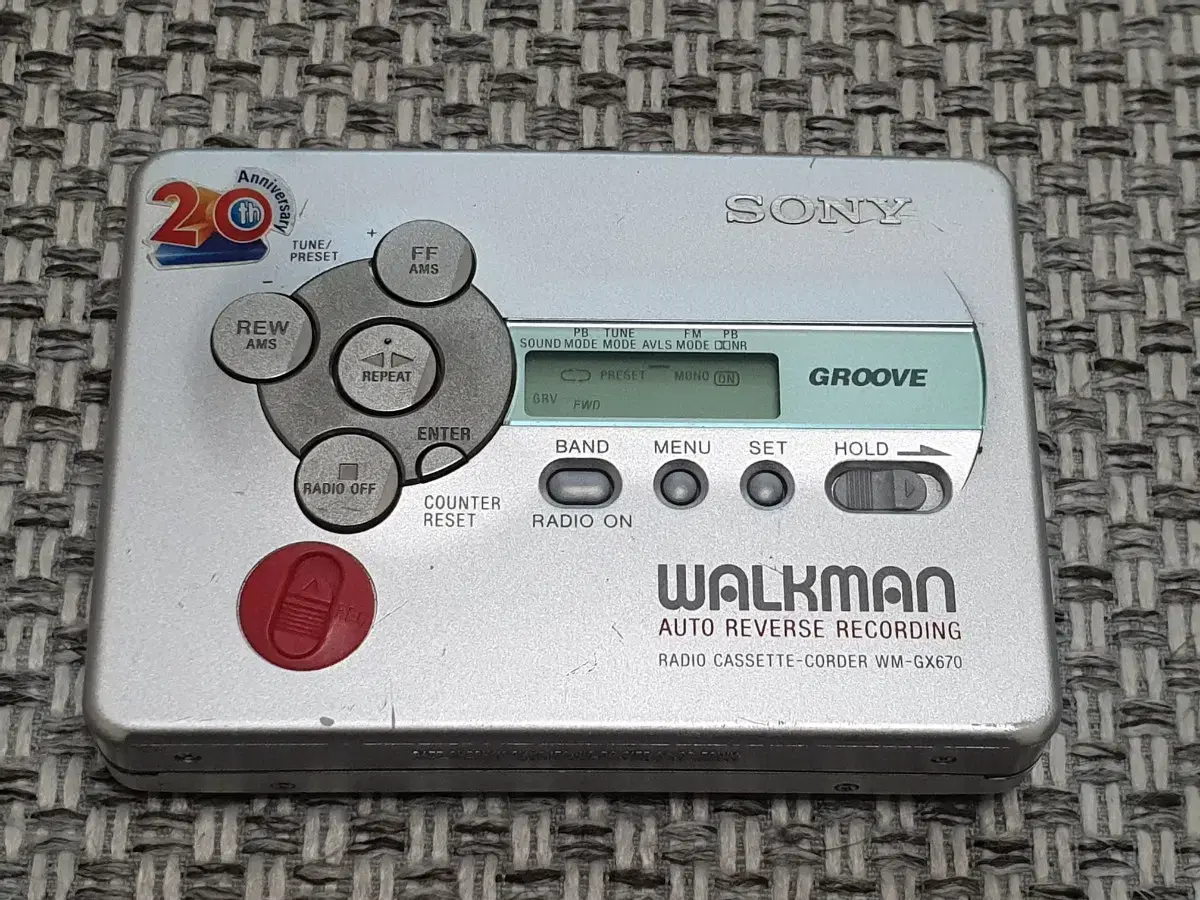 20th
Anniversary
SONY
TUNE/
PRESET
+
−
FF
AMS
REW
AMS
REPEAT
ENTER
RADIO OFF
COUNTER
RESET
PB TUNE FM PB
SOUND MODE MODE AVLS MODE NR
PRESET MONO ON
GRV FWD
GROOVE
BAND MENU SET HOLD
RADIO ON
REC
WALKMAN
AUTO REVERSE RECORDING
RADIO CASSETTE-CORDER WM-GX670